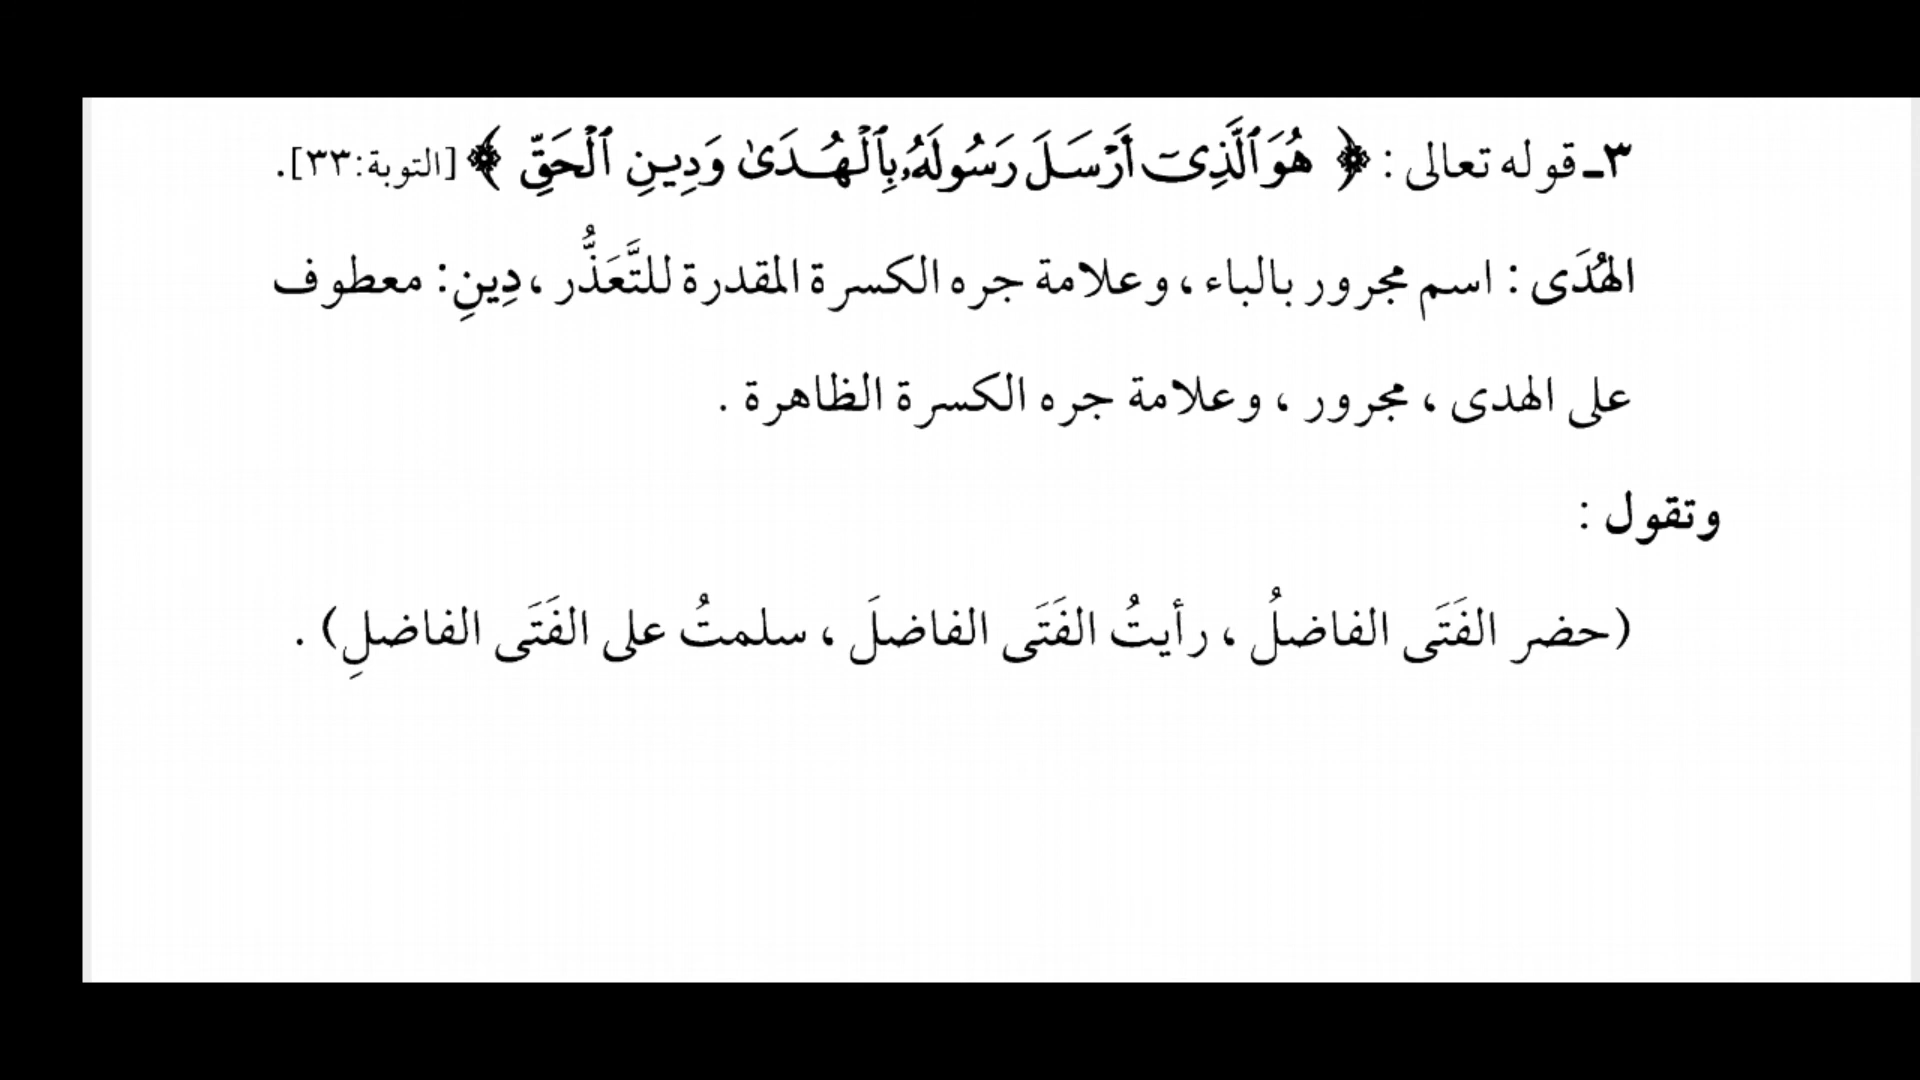 ٣ـ قوله تعالى : ﴿ هُوَ ٱلَّذِىٓ أَرْسَلَ رَسُولَهُۥ بِٱلْهُدَىٰ وَدِينِ ٱلْحَقِّ ﴾ [التوبة:٣٣].
الهُدَى : اسم مجرور بالباء ، وعلامة جره الكسرة المقدرة للتَّعَذُّر ، دِينِ : معطوف
على الهدى ، مجرور ، وعلامة جره الكسرة الظاهرة .
وتقول :
(حضر الفَتَى الفاضلُ ، رأيتُ الفَتَى الفاضلَ ، سلمتُ على الفَتَى الفاضلِ) .